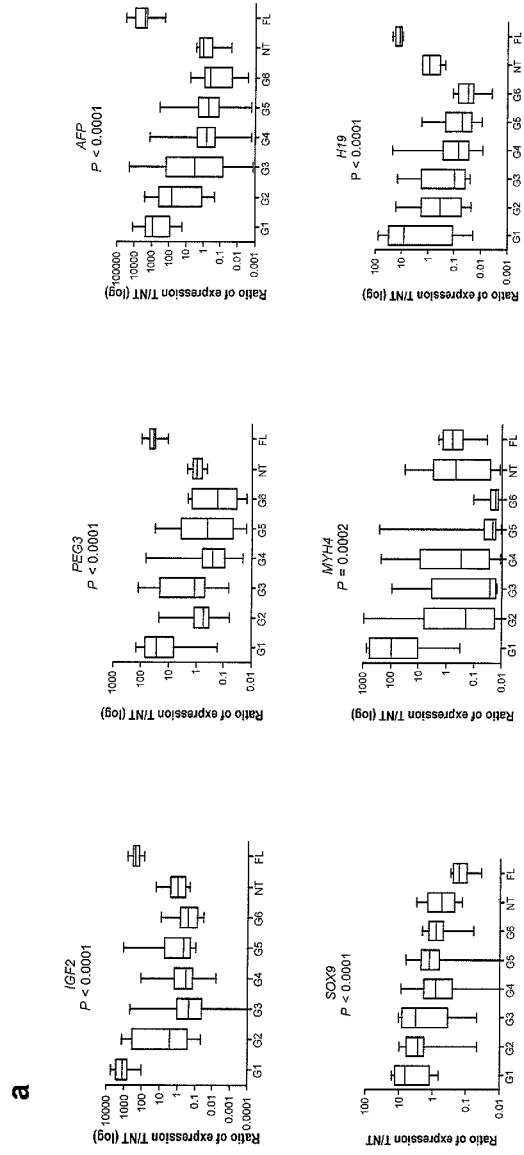 a
IGF2
P < 0.0001
Ratio of expression T/NT (log)
10000
1000
100
10
1
0.1
0.01
0.001
0.0001
G1 G2 G3 G4 G5 G6 NT FL
PEG3
P < 0.0001
Ratio of expression T/NT (log)
1000
100
10
1
0.1
0.01
G1 G2 G3 G4 G5 G6 NT FL
AFP
P < 0.0001
Ratio of expression T/NT (log)
100000
10000
1000
100
10
1
0.1
0.01
0.001
G1 G2 G3 G4 G5 G6 NT FL
SOX9
P < 0.0001
Ratio of expression T/NT
100
10
1
0.1
0.01
G1 G2 G3 G4 G5 G6 NT FL
MYH4
P = 0.0002
Ratio of expression T/NT (log)
1000
100
10
1
0.1
0.01
G1 G2 G3 G4 G5 G6 NT FL
H19
P < 0.0001
Ratio of expression T/NT (log)
100
10
1
0.1
0.01
0.001
G1 G2 G3 G4 G5 G6 NT FL